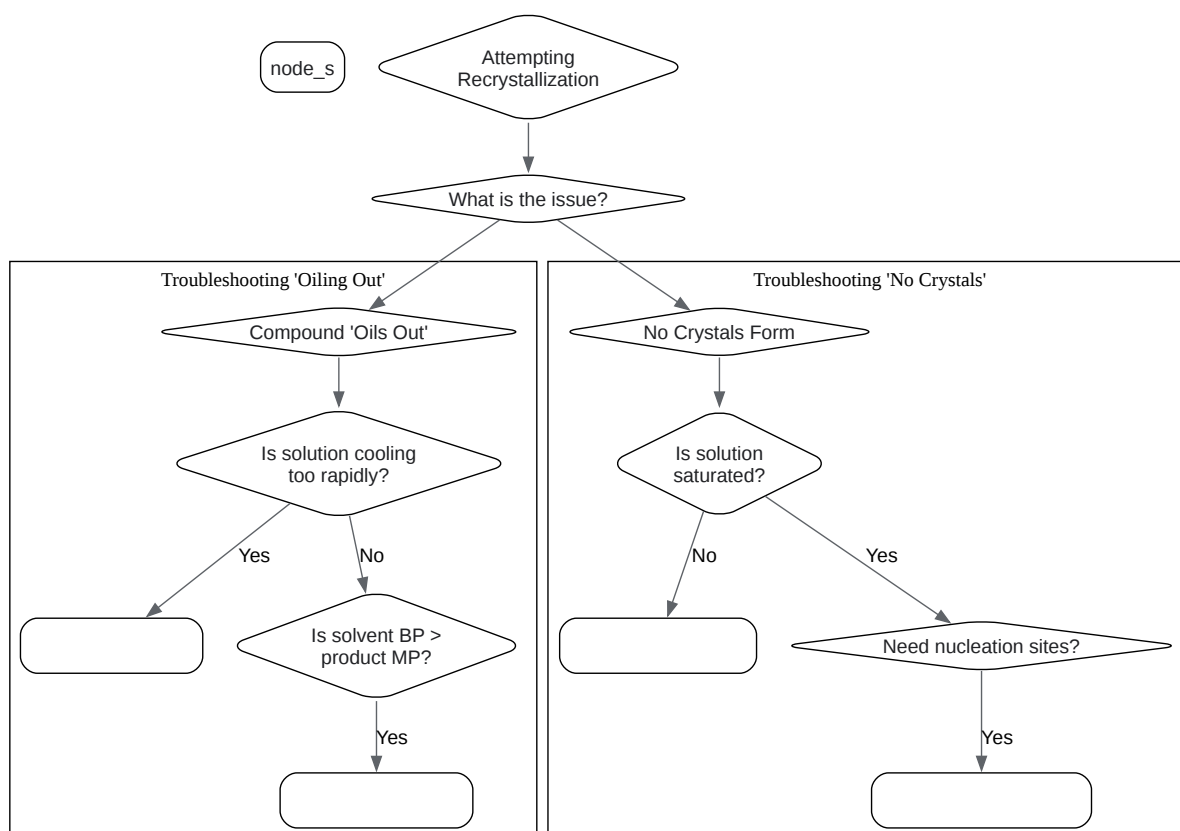 Attempting
Recrystallization
node_s
What is the issue?
Troubleshooting 'Oiling Out'
Troubleshooting 'No Crystals'
Compound 'Oils Out'
No Crystals Form
Is solution cooling
too rapidly?
Is solution
saturated?
Yes
No
No
Yes
Is solvent BP >
product MP?
Need nucleation sites?
Yes
Yes